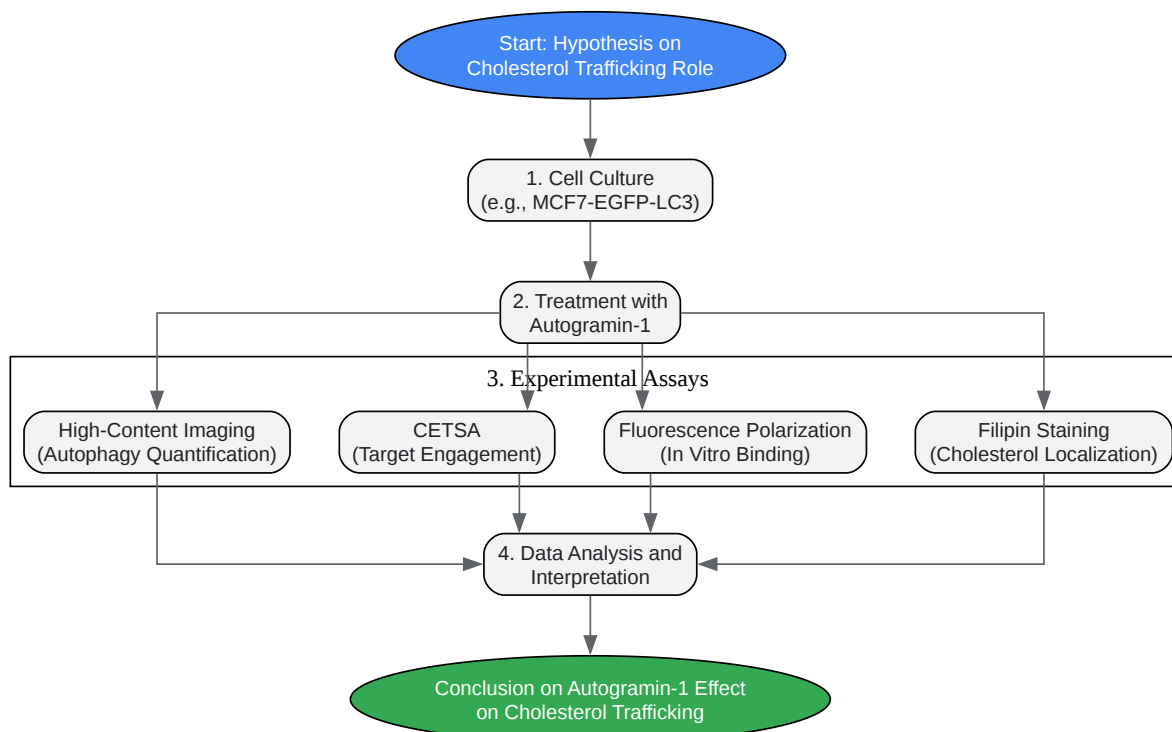 Start: Hypothesis on
Cholesterol Trafficking Role
1. Cell Culture
(e.g., MCF7-EGFP-LC3)
2. Treatment with
Autogramin-1
3. Experimental Assays
High-Content Imaging
(Autophagy Quantification)
CETSA
(Target Engagement)
Fluorescence Polarization
(In Vitro Binding)
Filipin Staining
(Cholesterol Localization)
4. Data Analysis and
Interpretation
Conclusion on Autogramin-1 Effect
on Cholesterol Trafficking